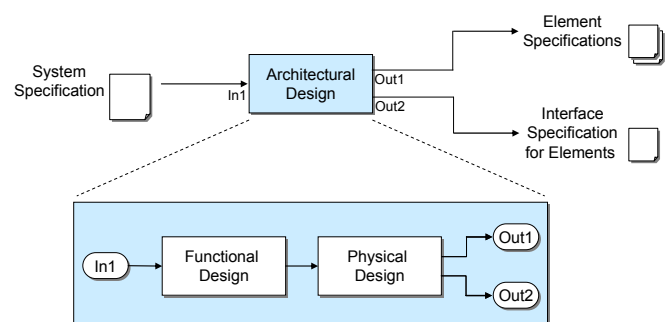 Element
Specifications
System
Specification
Architectural
Design
In1
Out1
Out2
Interface
Specification
for Elements
In1
Functional
Design
Physical
Design
Out1
Out2